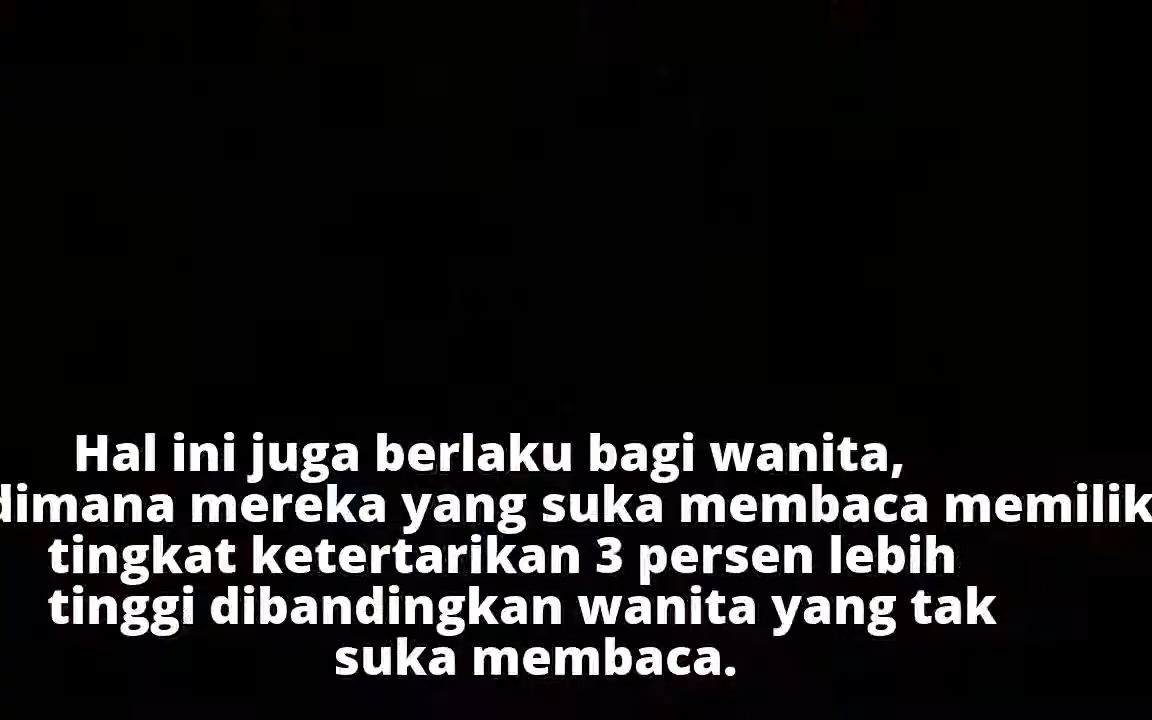 Hal ini juga berlaku bagi wanita,
dimana mereka yang suka membaca memilik
tingkat ketertarikan 3 persen lebih
tinggi dibandingkan wanita yang tak
suka membaca.